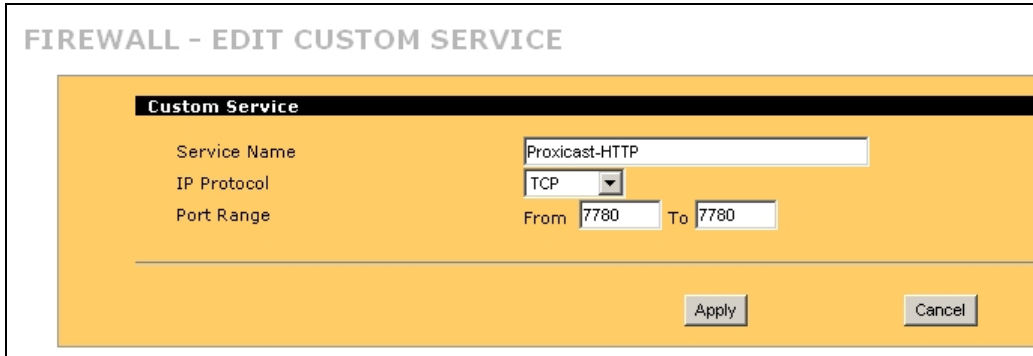 FIREWALL - EDIT CUSTOM SERVICE
Custom Service
Service Name Proxicast-HTTP
IP Protocol TCP
Port Range From 7780 To 7780
Apply Cancel